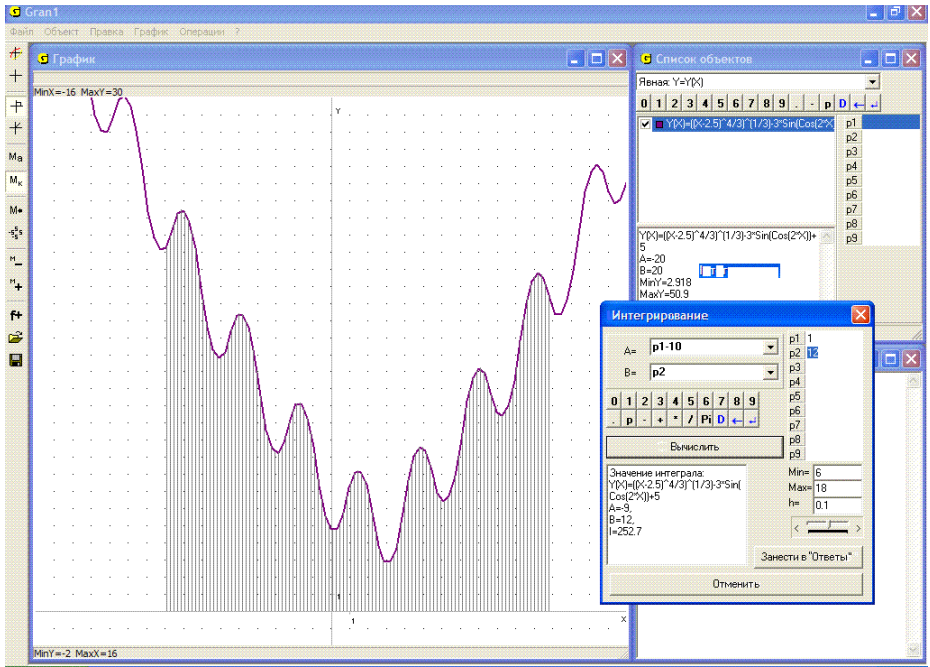 Gran1
Файл Объект Правка График Операции ?
График
MinX=-16 MaxY=30
Y
1
1
X
MinY=-2 MaxX=16
Ma
Mк
M
M
f+
Список объектов
Явная: Y=Y(X)
0 1 2 3 4 5 6 7 8 9 . - p D ← ↵
Y(X)=((X-2.5)^4/3)^(1/3)-3*Sin(Cos(2*X
p1
p2
p3
p4
p5
p6
p7
p8
p9
Y(X)=((X-2.5)^4/3)^(1/3)-3*Sin(Cos(2*X))+
5
A=-20
B=20
MinY=2.918
MaxY=50.9
Интегрирование
A= p1-10
B= p2
0 1 2 3 4 5 6 7 8 9
. p - + * / Pi D ← ↵
Вычислить
p1 1
p2 12
p3
p4
p5
p6
p7
p8
p9
Значение интеграла:
Y(X)=((X-2.5)^4/3)^(1/3)-3*Sin(
Cos(2*X))+5
A=-9,
B=12,
I=252.7
Min= 6
Max= 18
h= 0.1
< >
Занести в "Ответы"
Отменить